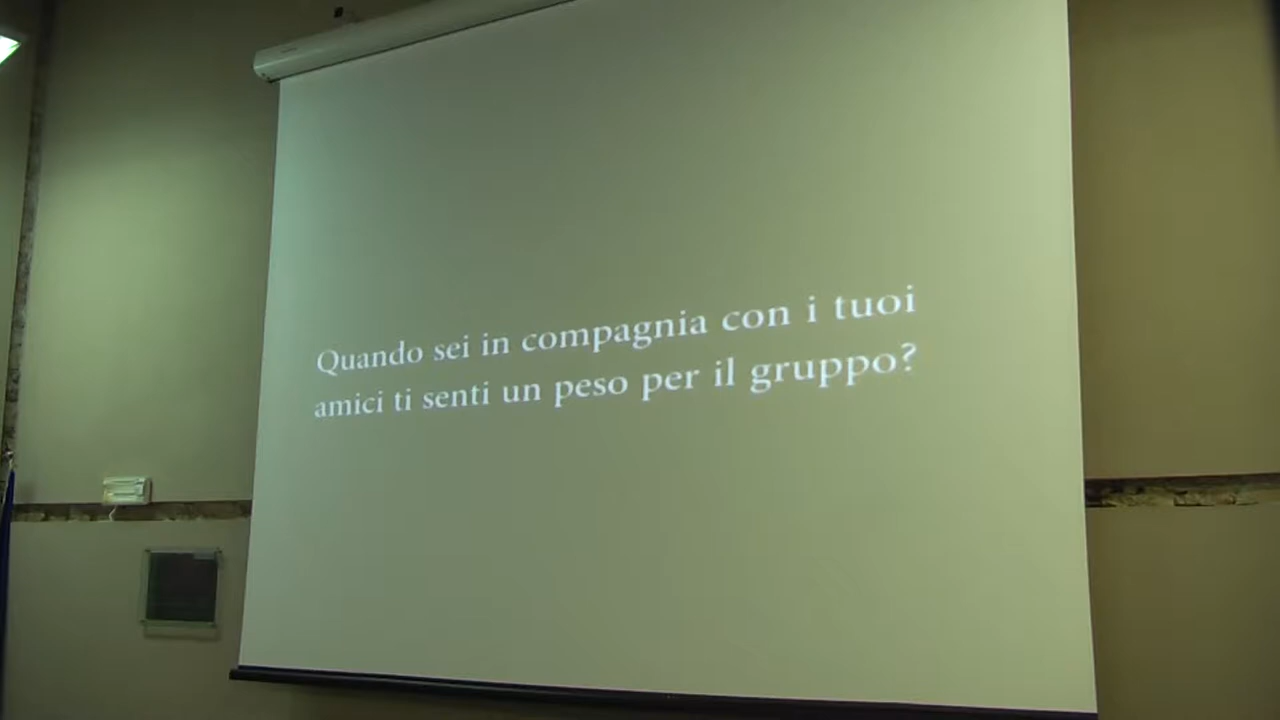 Quando sei in compagnia con i tuoi
amici ti senti un peso per il gruppo?